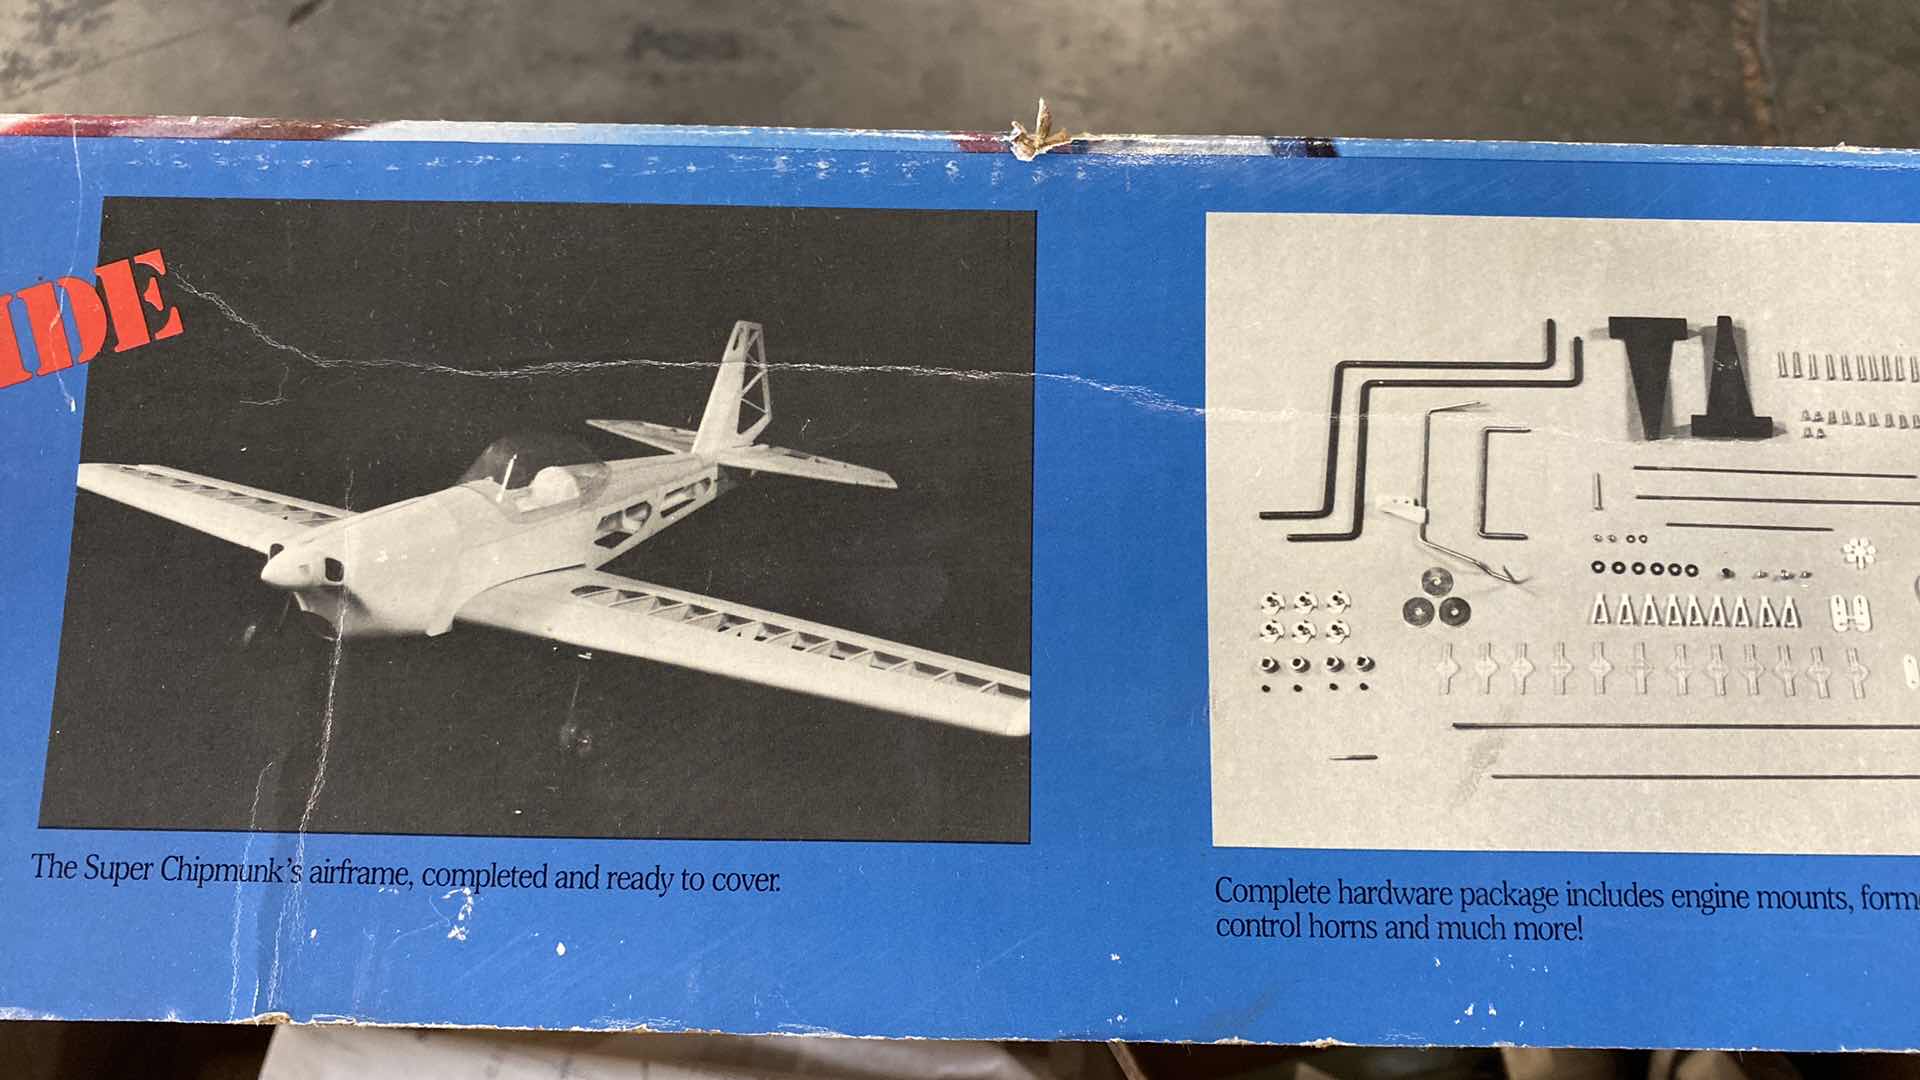 IDE
The Super Chipmunk's airframe, completed and ready to cover.
Complete hardware package includes engine mounts,
control horns and much more!